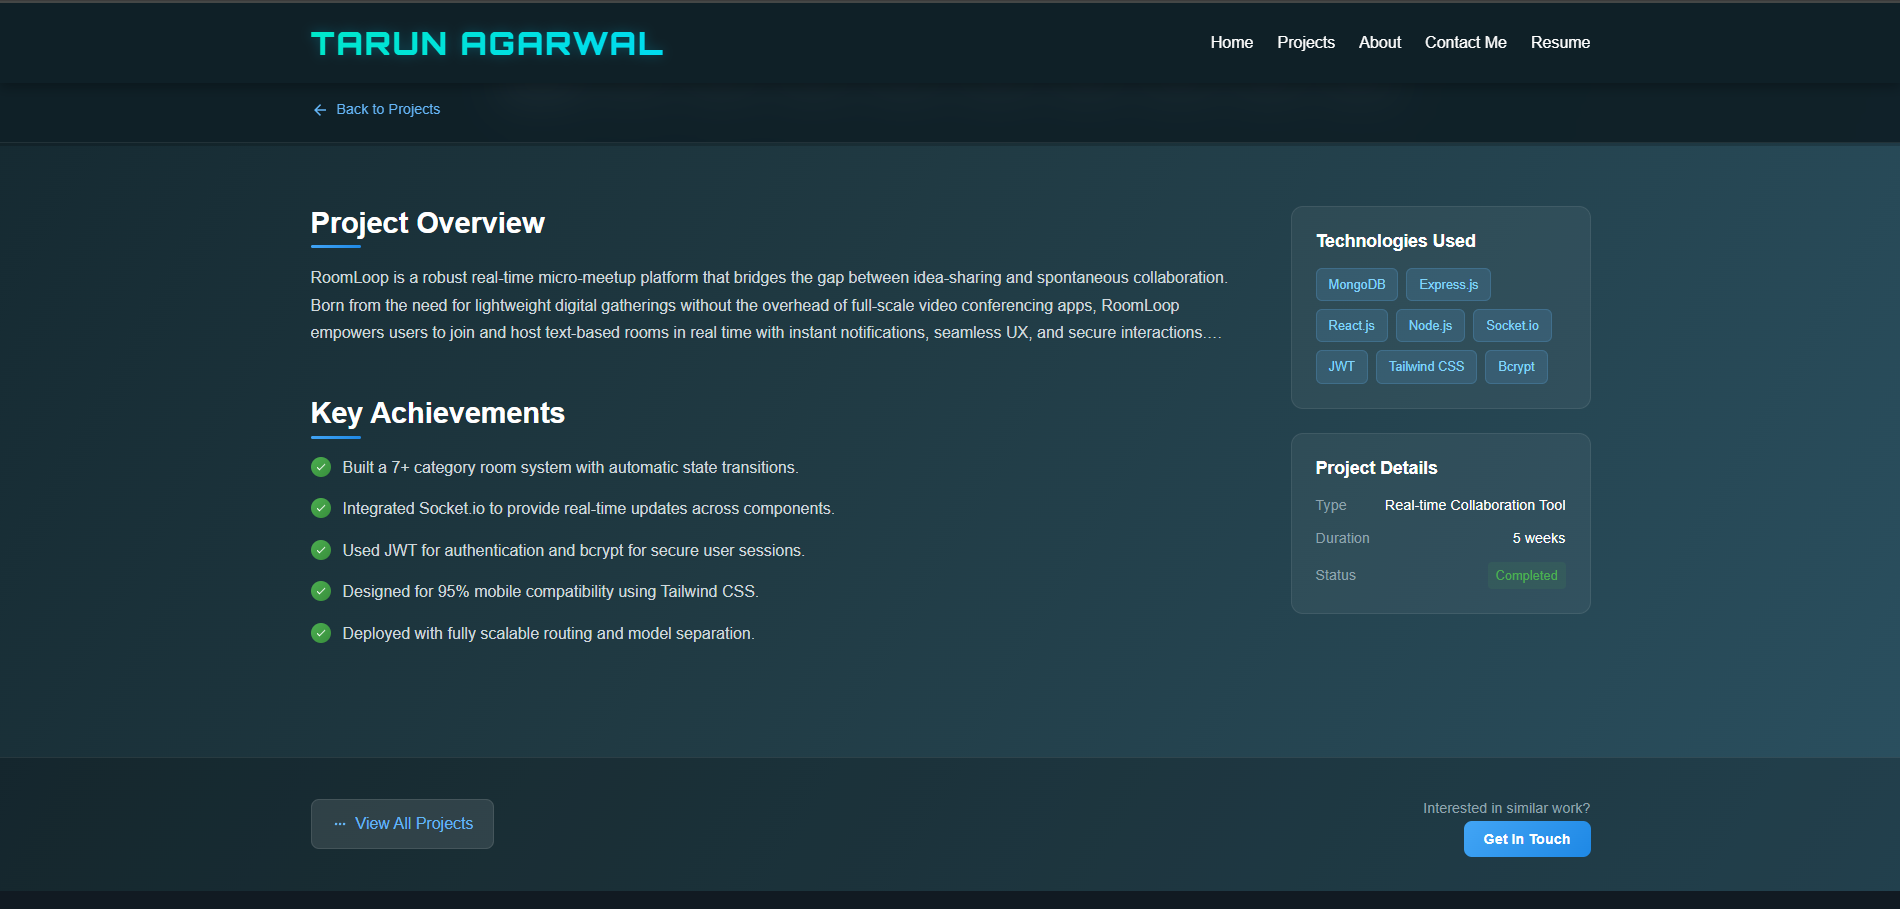 TARUN AGARWAL
Home Projects About Contact Me Resume
Back to Projects
Project Overview
RoomLoop is a robust real-time micro-meetup platform that bridges the gap between idea-sharing and spontaneous collaboration.
Born from the need for lightweight digital gatherings without the overhead of full-scale video conferencing apps, RoomLoop
empowers users to join and host text-based rooms in real time with instant notifications, seamless UX, and secure interactions.…
Key Achievements
Built a 7+ category room system with automatic state transitions.
Integrated Socket.io to provide real-time updates across components.
Used JWT for authentication and bcrypt for secure user sessions.
Designed for 95% mobile compatibility using Tailwind CSS.
Deployed with fully scalable routing and model separation.
Technologies Used
MongoDB Express.js
React.js Node.js Socket.io
JWT Tailwind CSS Bcrypt
Project Details
Type Real-time Collaboration Tool
Duration 5 weeks
Status Completed
View All Projects
Interested in similar work?
Get In Touch